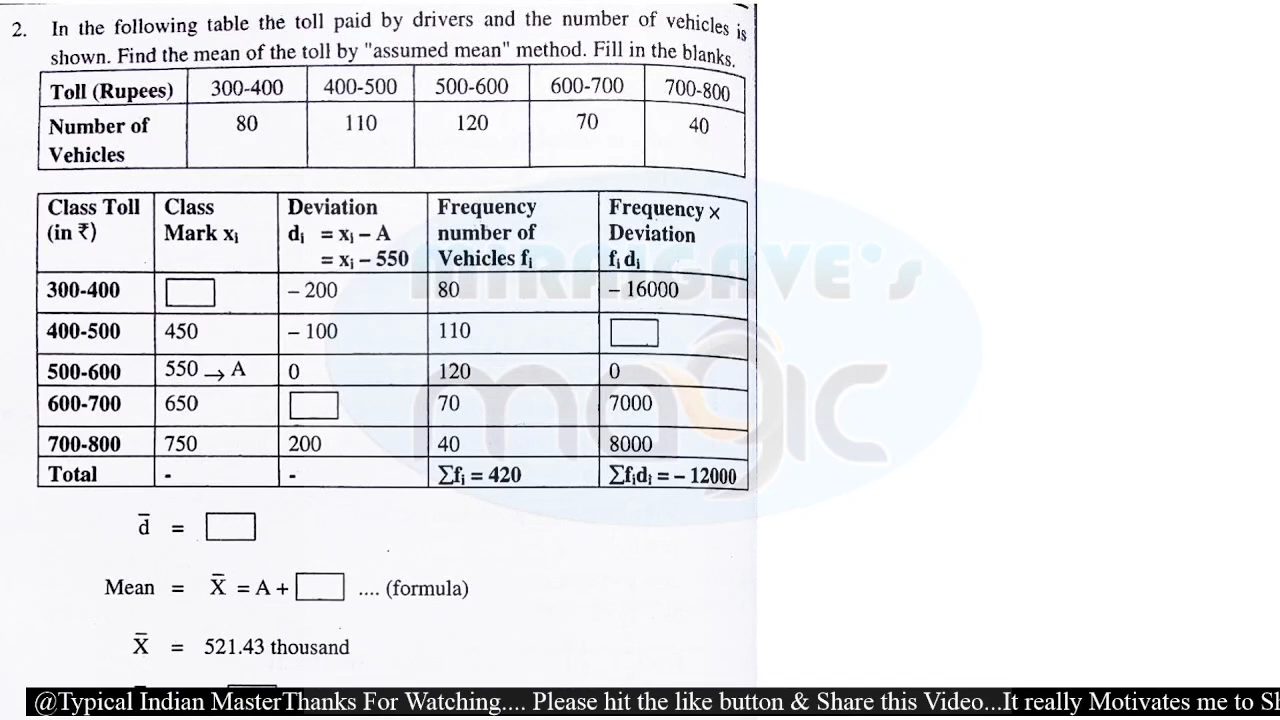 2. In the following table the toll paid by drivers and the number of vehicles is
shown. Find the mean of the toll by "assumed mean" method. Fill in the blanks.
Toll (Rupees) 300-400 400-500 500-600 600-700 700-800
Number of Vehicles 80 110 120 70 40
Class Toll (in ₹) Class Mark xᵢ Deviation dᵢ = xᵢ – A = xᵢ – 550 Frequency number of Vehicles fᵢ Frequency × Deviation fᵢ dᵢ
300-400 – 200 80 – 16000
400-500 450 – 100 110
500-600 550 → A 0 120 0
600-700 650 70 7000
700-800 750 200 40 8000
Total - - Σfᵢ = 420 Σfᵢdᵢ = – 12000
d̄ =
Mean = X̄ = A + .... (formula)
X̄ = 521.43 thousand
MIRAJGAVE's
magic
@Typical Indian MasterThanks For Watching.... Please hit the like button & Share this Video...It really Motivates me to